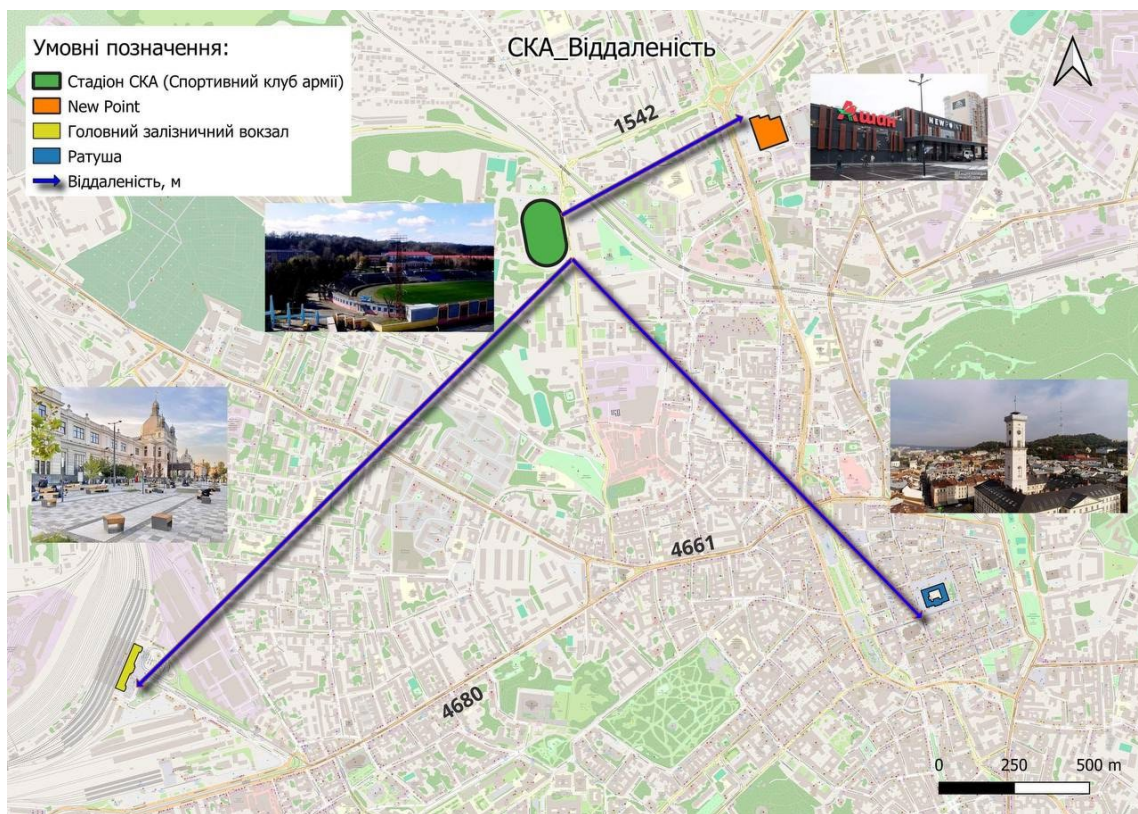 Умовні позначення:
Стадіон СКА (Спортивний клуб армії)
New Point
Головний залізничний вокзал
Ратуша
Віддаленість, м
СКА_Віддаленість
1542
Ашан
4661
4680
0 250 500 m